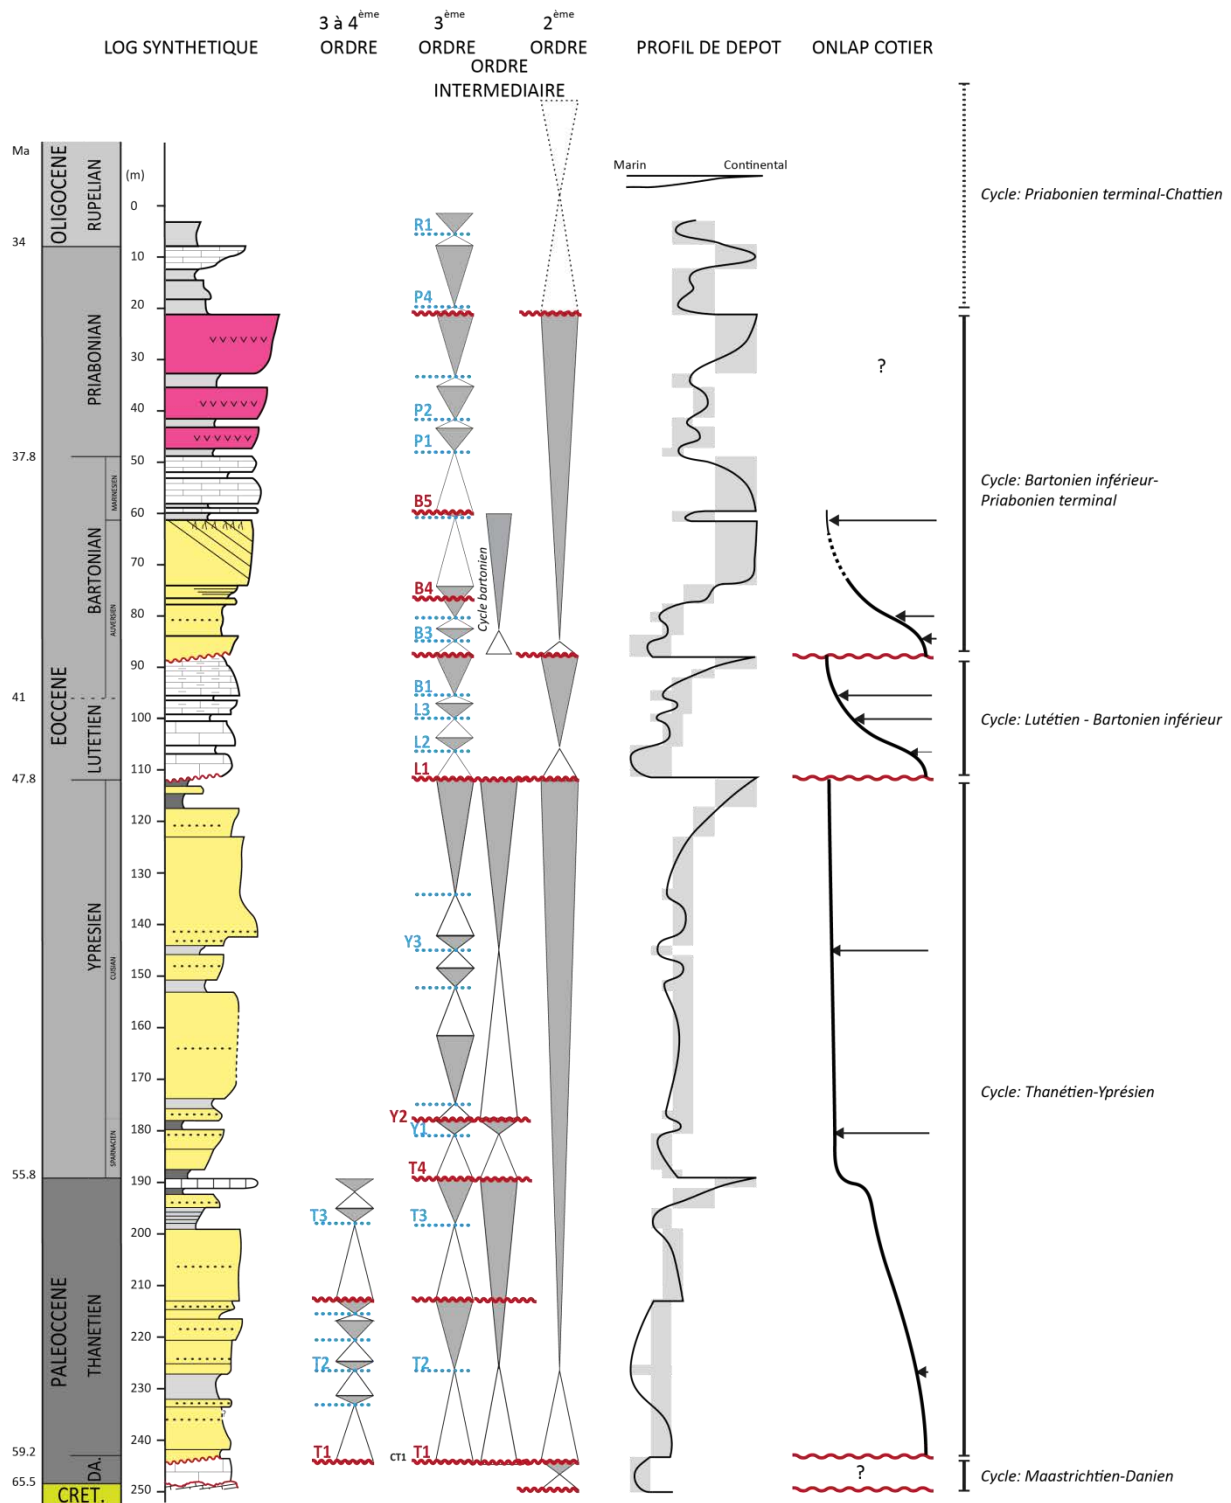 LOG SYNTHETIQUE
3 à 4ème
ORDRE
3ème
ORDRE
ORDRE
INTERMEDIAIRE
2ème
ORDRE
PROFIL DE DEPOT
ONLAP COTIER
Ma
34
37.8
41
47.8
55.8
59.2
65.5
OLIGOCENE
EOCCENE
PALEOCCENE
CRET.
RUPELIAN
PRIABONIAN
BARTONIAN
LUTETIEN
YPRESIEN
THANETIEN
DA.
MARINESIEN
AUVERSIEN
CUISIAN
SPARNACIEN
(m)
0
10
20
30
40
50
60
70
80
90
100
110
120
130
140
150
160
170
180
190
200
210
220
230
240
250
T3
T2
T1
R1
P4
P2
P1
B5
B4
B3
B1
L3
L2
L1
Y3
Y2
Y1
T4
T3
T2
CT1
T1
Cycle bartonien
Marin
Continental
?
?
Cycle: Priabonien terminal-Chattien
Cycle: Bartonien inférieur-
Priabonien terminal
Cycle: Lutétien - Bartonien inférieur
Cycle: Thanétien-Yprésien
Cycle: Maastrichtien-Danien